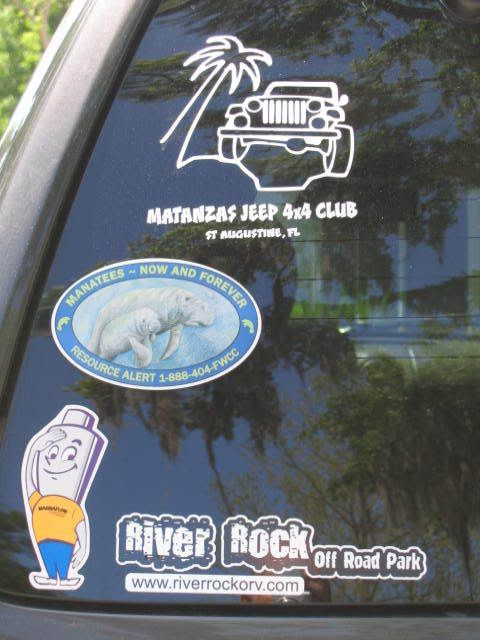 MATANZAS JEEP 4x4 CLUB
ST AUGUSTINE, FL
MANATEES ~ NOW AND FOREVER
RESOURCE ALERT 1-888-404-FWCC
MAGNAFLOW
River Rock Off Road Park
www.riverrockorv.com